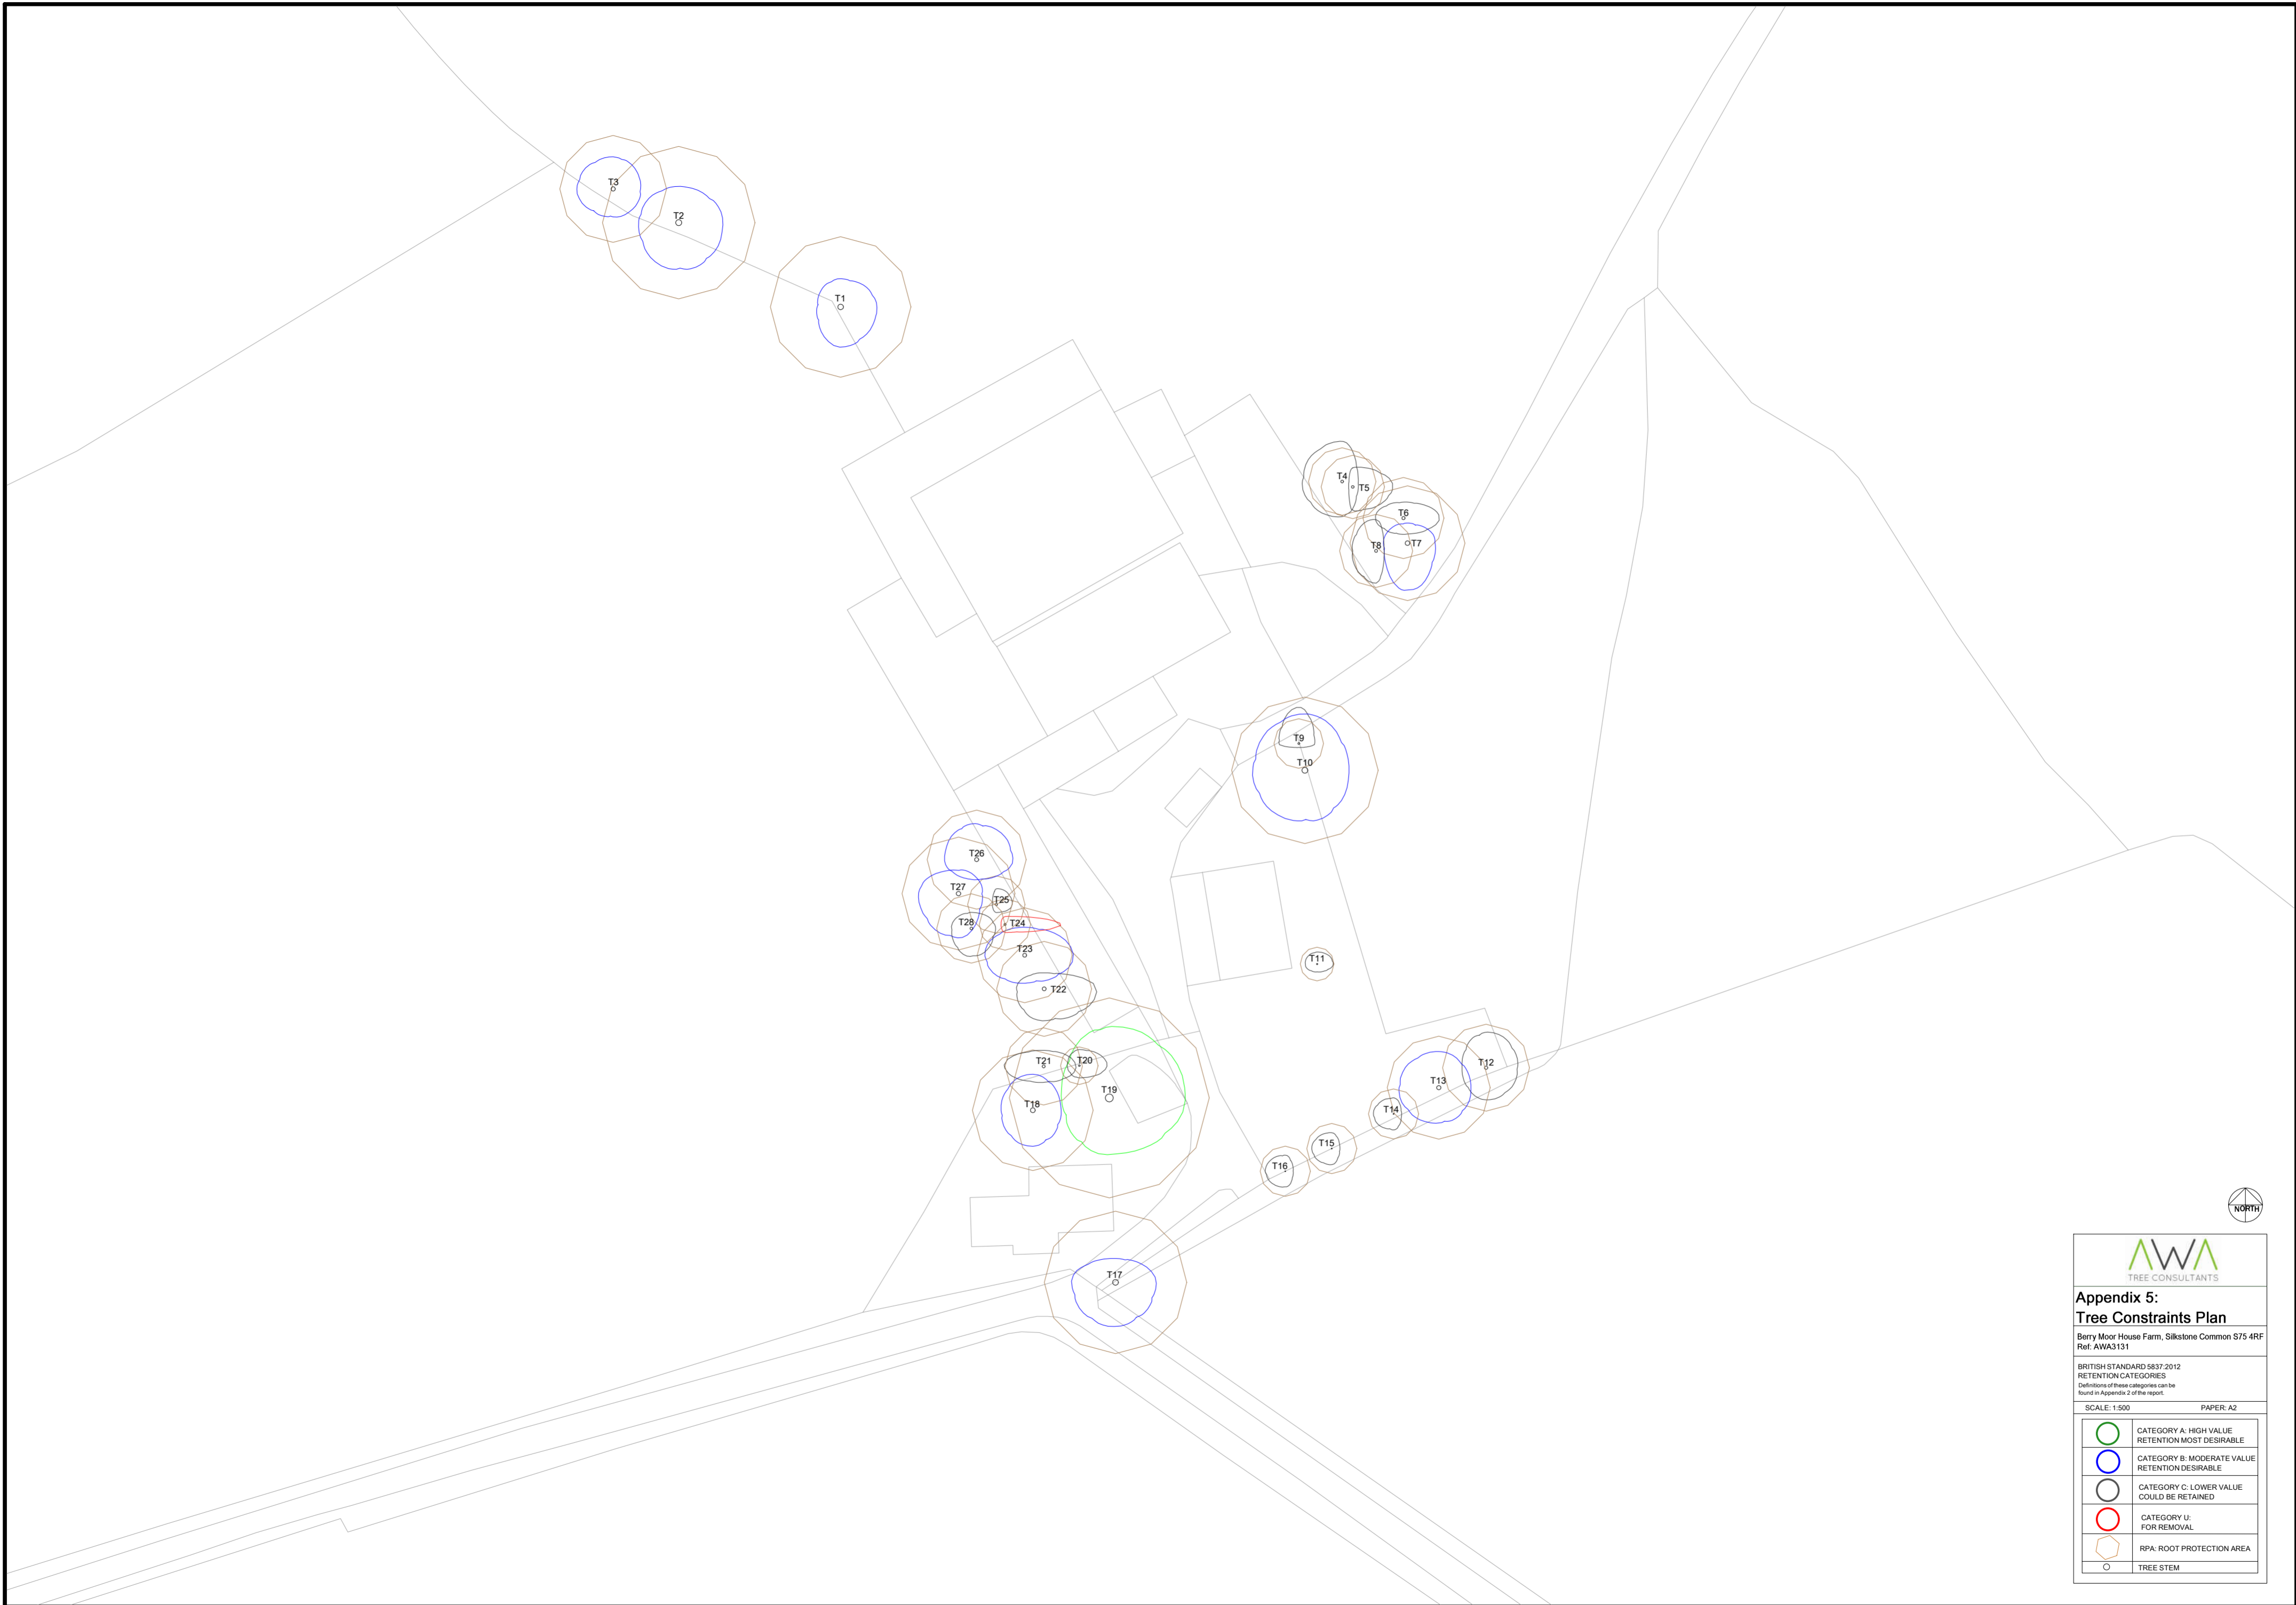 T3
T2
T1
T4
T5
T6
T7
T8
T9
T10
T26
T27
T25
T28
T24
T23
T22
T11
T21
T20
T12
T13
T19
T18
T14
T15
T16
T17
NORTH
AWA
TREE CONSULTANTS
Appendix 5:
Tree Constraints Plan
Berry Moor House Farm, Silkstone Common S75 4RF
Ref: AWA3131
BRITISH STANDARD 5837:2012
RETENTION CATEGORIES
Definitions of these categories can be
found in Appendix 2 of the report.
SCALE: 1:500 PAPER: A2
CATEGORY A: HIGH VALUE
RETENTION MOST DESIRABLE
CATEGORY B: MODERATE VALUE
RETENTION DESIRABLE
CATEGORY C: LOWER VALUE
COULD BE RETAINED
CATEGORY U:
FOR REMOVAL
RPA: ROOT PROTECTION AREA
TREE STEM